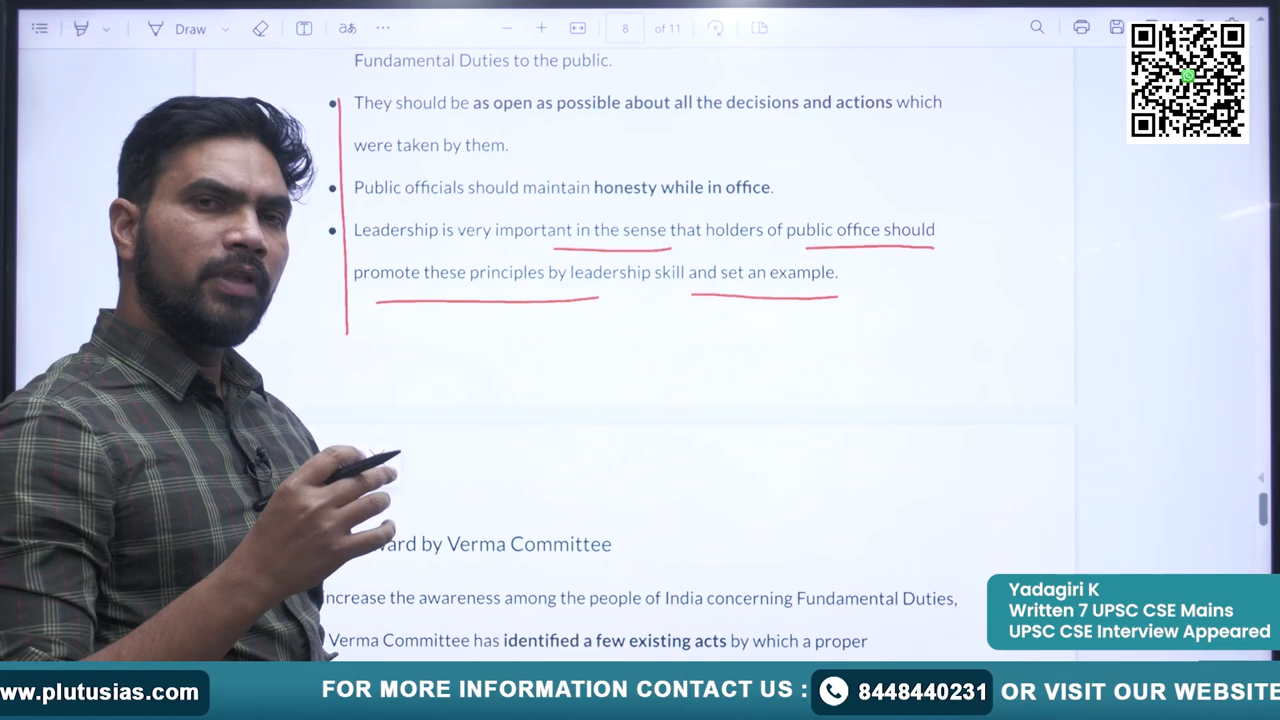 Draw
8
of 11
Fundamental Duties to the public.
They should be as open as possible about all the decisions and actions which
were taken by them.
Public officials should maintain honesty while in office.
Leadership is very important in the sense that holders of public office should
promote these principles by leadership skill and set an example.
ward by Verma Committee
increase the awareness among the people of India concerning Fundamental Duties,
Verma Committee has identified a few existing acts by which a proper
Yadagiri K
Written 7 UPSC CSE Mains
UPSC CSE Interview Appeared
www.plutusias.com
FOR MORE INFORMATION CONTACT US :
8448440231
OR VISIT OUR WEBSITE